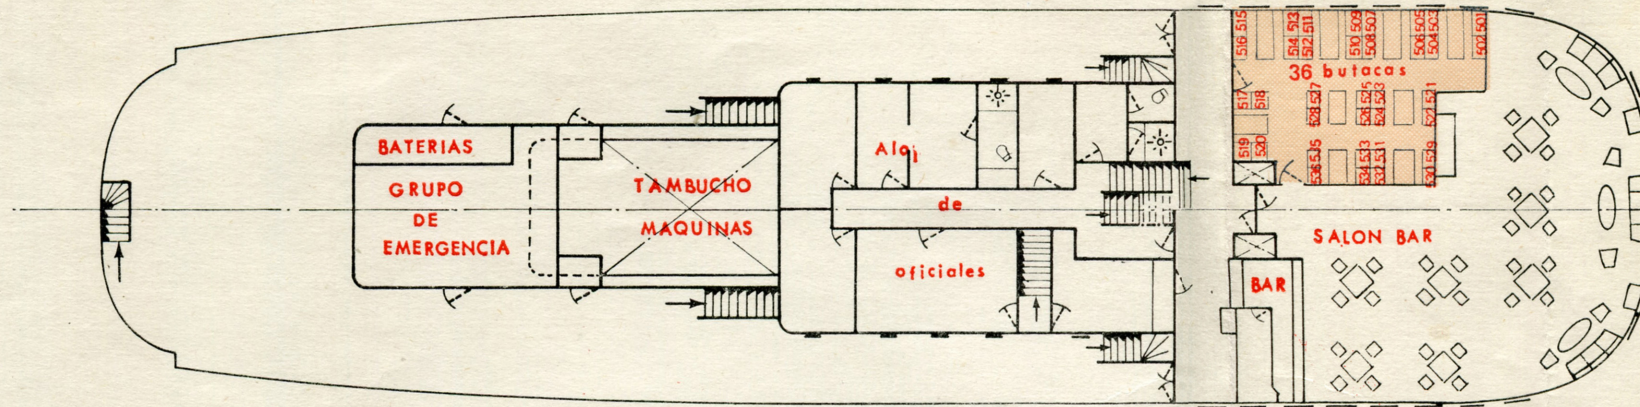 BATERIAS
GRUPO
DE
EMERGENCIA
TAMBUCHO
MAQUINAS
Aloj
de
oficiales
515 513 511 509 507 505 503 501
516 514 512 510 508 506 504 502
36 butacas
517 518 527 525 523 521
528 526 524 522
519 520 535 533 531 529
536 534 532 530
SALON BAR
BAR